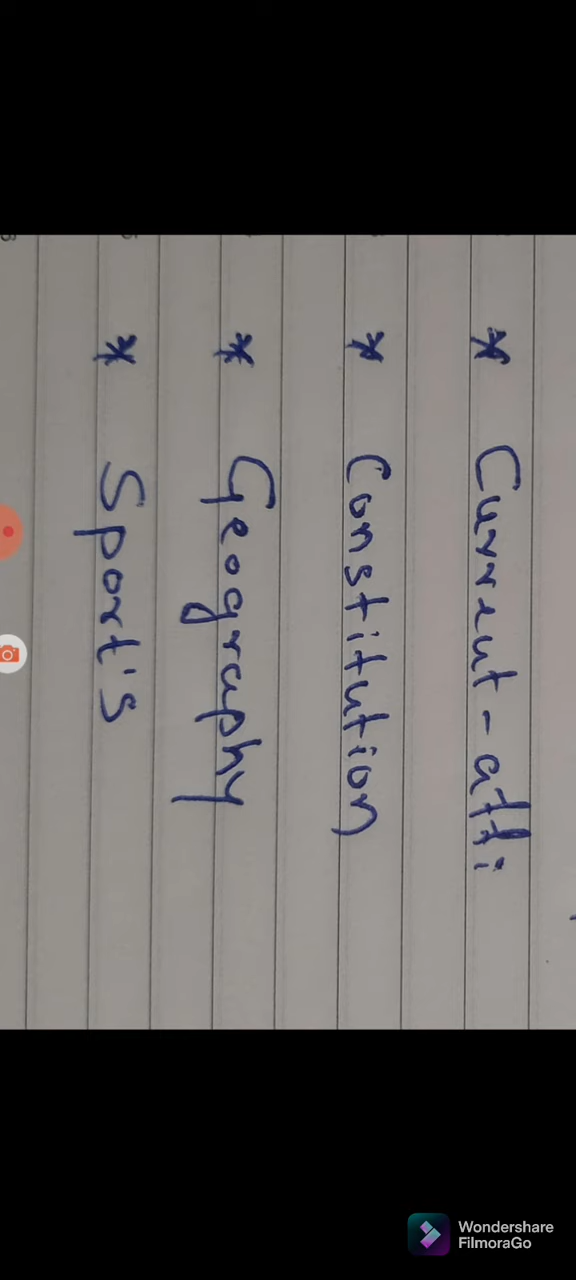 * Current-affi
* Constitution
* Geography
* Sport's
Wondershare
FilmoraGo